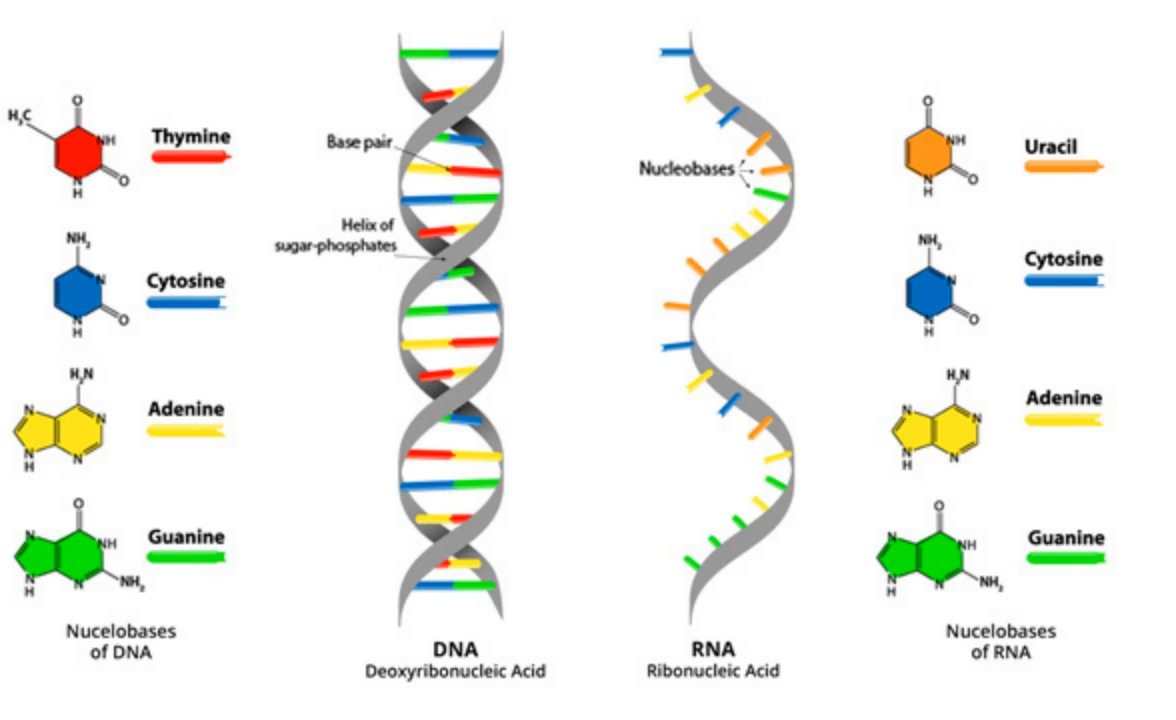 H₃C
O
NH
N
H
O
Thymine
NH₂
N
N
H
O
Cytosine
H₂N
N
N
N
N
H
Adenine
O
N
NH
N
H
N
NH₂
Guanine
Nucelobases
of DNA
Base pair
Helix of
sugar-phosphates
DNA
Deoxyribonucleic Acid
Nucleobases
RNA
Ribonucleic Acid
O
NH
N
H
O
Uracil
NH₂
N
N
H
O
Cytosine
H₂N
N
N
N
N
H
Adenine
O
N
NH
N
H
N
NH₂
Guanine
Nucelobases
of RNA